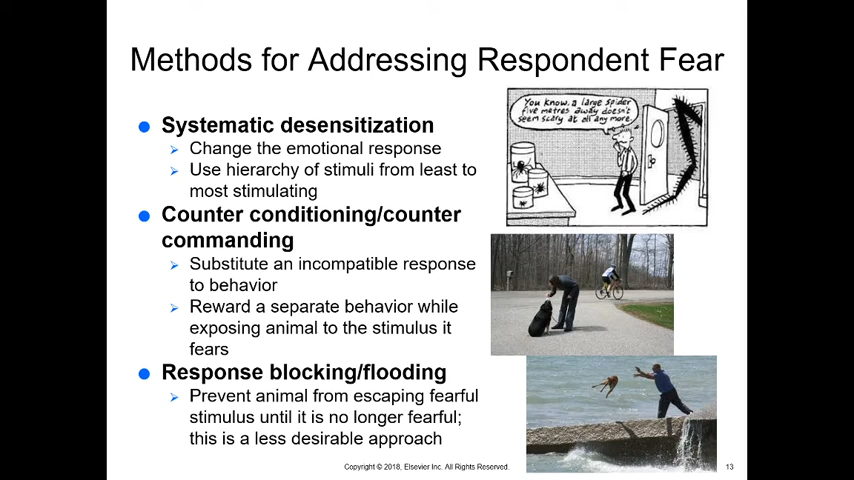 Methods for Addressing Respondent Fear
Systematic desensitization
Change the emotional response
Use hierarchy of stimuli from least to
most stimulating
Counter conditioning/counter
commanding
Substitute an incompatible response
to behavior
Reward a separate behavior while
exposing animal to the stimulus it
fears
Response blocking/flooding
Prevent animal from escaping fearful
stimulus until it is no longer fearful;
this is a less desirable approach
You know, a large spider
five metres away doesn't
seem scary at all any more.
Copyright © 2018, Elsevier Inc. All Rights Reserved.
13